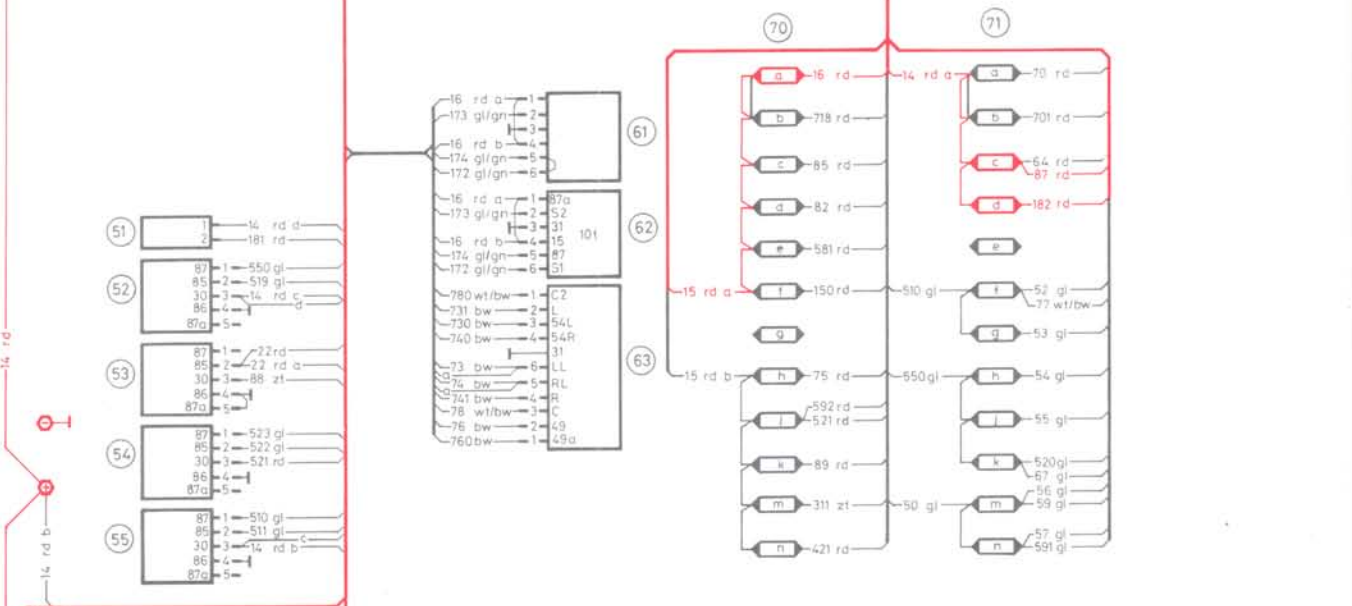 14 rd
14 rd b
51
1 14 rd d
2 181 rd
52
87 1 550 gl
85 2 519 gl
30 3 14 rd c
86 4 d
87a 5
53
87 1 22 rd
85 2 22 rd a
30 3 88 zt
86 4
87a 5
54
87 1 523 gl
85 2 522 gl
30 3 521 rd
86 4
87a 5
55
87 1 510 gl
85 2 511 gl c
30 3 14 rd b
86 4
87a 5
61
16 rd a 1
173 gl/gn 2
3
16 rd b 4
174 gl/gn 5
172 gl/gn 6
62
101
16 rd a 1 87a
173 gl/gn 2 S2
3 31
16 rd b 4 15
174 gl/gn 5 87
172 gl/gn 6 S1
63
780 wt/bw 1 C2
731 bw 2 L
730 bw 3 54L
740 bw 4 54R
31
73 bw 6 LL
a
74 bw 5 RL
a
741 bw 4 R
78 wt/bw 3 C
76 bw 2 49
760 bw 1 49a
70
a 16 rd
b 718 rd
c 85 rd
d 82 rd
e 581 rd
15 rd a f 150 rd
g
15 rd b h 75 rd
592 rd
j 521 rd
k 89 rd
m 311 zt
n 421 rd
71
14 rd a a 70 rd
b 701 rd
c 64 rd
87 rd
d 182 rd
e
510 gl f 52 gl
77 wt/bw
g 53 gl
550 gl h 54 gl
j 55 gl
k 520 gl
67 gl
56 gl
50 gl m 59 gl
57 gl
n 591 gl